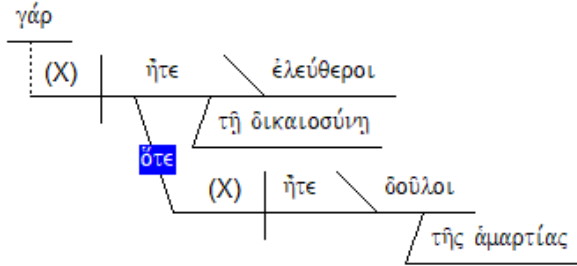 γάρ
(X) ἦτε ἐλεύθεροι
τῇ δικαιοσύνῃ
ὅτε
(X) ἦτε δοῦλοι
τῆς ἁμαρτίας